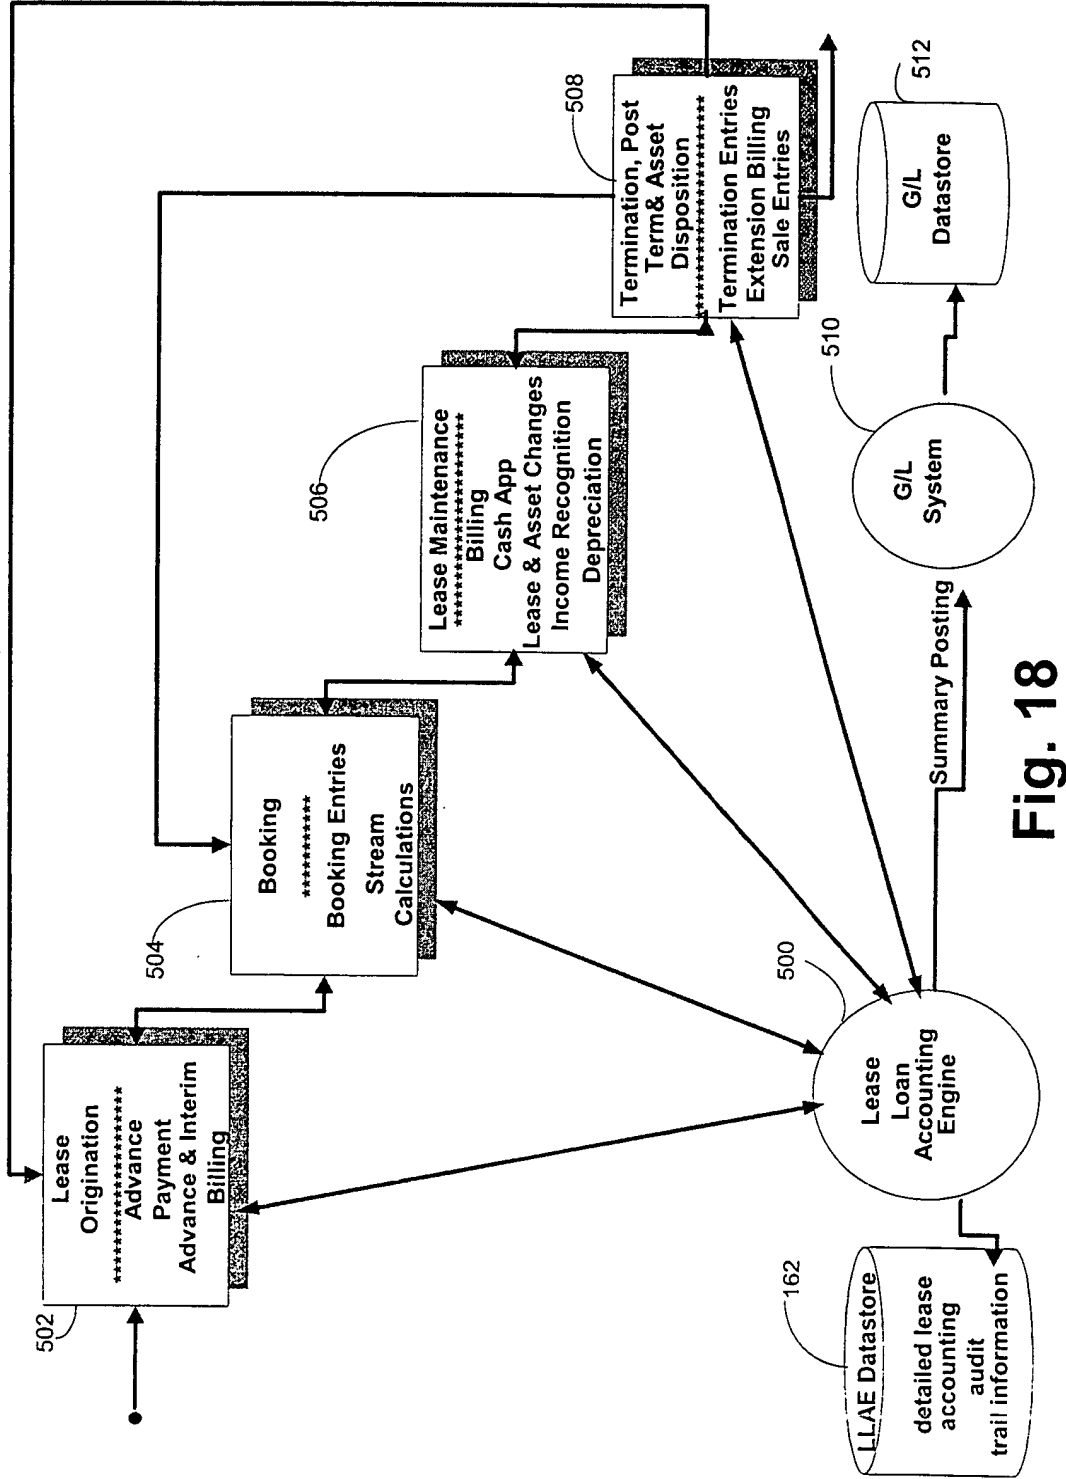 502
Lease
Origination
*********************
Advance
Payment
Advance & Interim
Billing
504
Booking
**********
Booking Entries
Stream
Calculations
506
Lease Maintenance
**********************
Billing
Cash App
Lease & Asset Changes
Income Recognition
Depreciation
508
Termination, Post
Term& Asset
Disposition
*****************************
Termination Entries
Extension Billing
Sale Entries
162
LLAE Datastore
detailed lease
accounting
audit
trail information
500
Lease
Loan
Accounting
Engine
Summary Posting
510
G/L
System
512
G/L
Datastore
Fig. 18